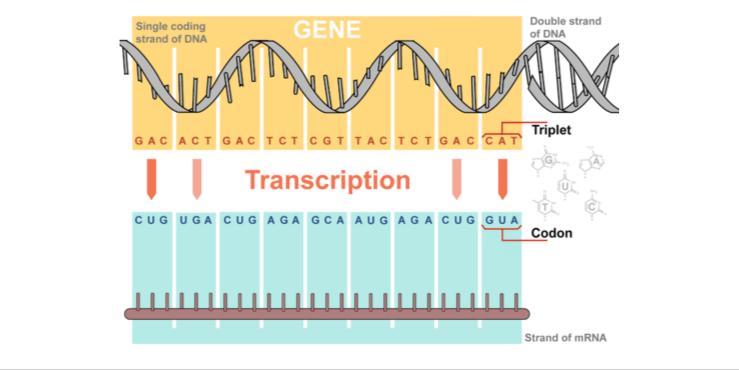 Single coding
strand of DNA
GENE
Double strand
of DNA
GAC ACT GAC TCT CGT TAC TCT GAC CAT
Triplet
Transcription
G
A
U
T
C
CUG UGA CUG AGA GCA AUG AGA CUG GUA
Codon
Strand of mRNA